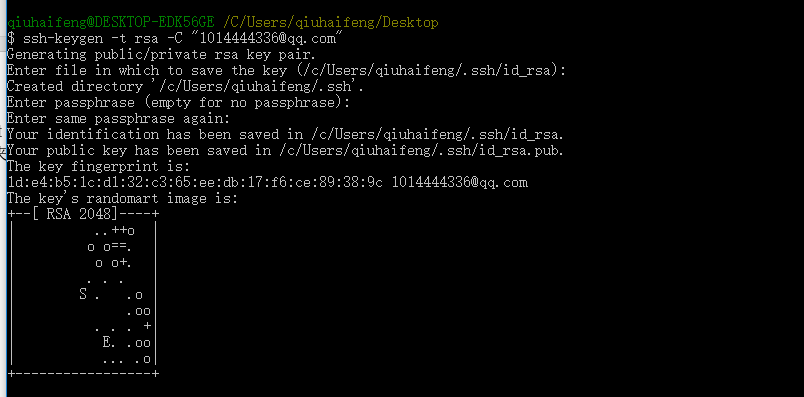 qiuhaifeng@DESKTOP-EDK56GE /C/Users/qiuhaifeng/Desktop
$ ssh-keygen -t rsa -C "1014444336@qq.com"
Generating public/private rsa key pair.
Enter file in which to save the key (/c/Users/qiuhaifeng/.ssh/id_rsa):
Created directory '/c/Users/qiuhaifeng/.ssh'.
Enter passphrase (empty for no passphrase):
Enter same passphrase again:
Your identification has been saved in /c/Users/qiuhaifeng/.ssh/id_rsa.
Your public key has been saved in /c/Users/qiuhaifeng/.ssh/id_rsa.pub.
The key fingerprint is:
1d:e4:b5:1c:d1:32:c3:65:ee:db:17:f6:ce:89:38:9c 1014444336@qq.com
The key's randomart image is:
+--[ RSA 2048]----+
|          ..++o  |
|         o o==.  |
|          o o+.  |
|         . . .   |
|        S .   .o |
|              .oo|
|          . . . +|
|           E. .oo|
|           ... .o|
+-----------------+